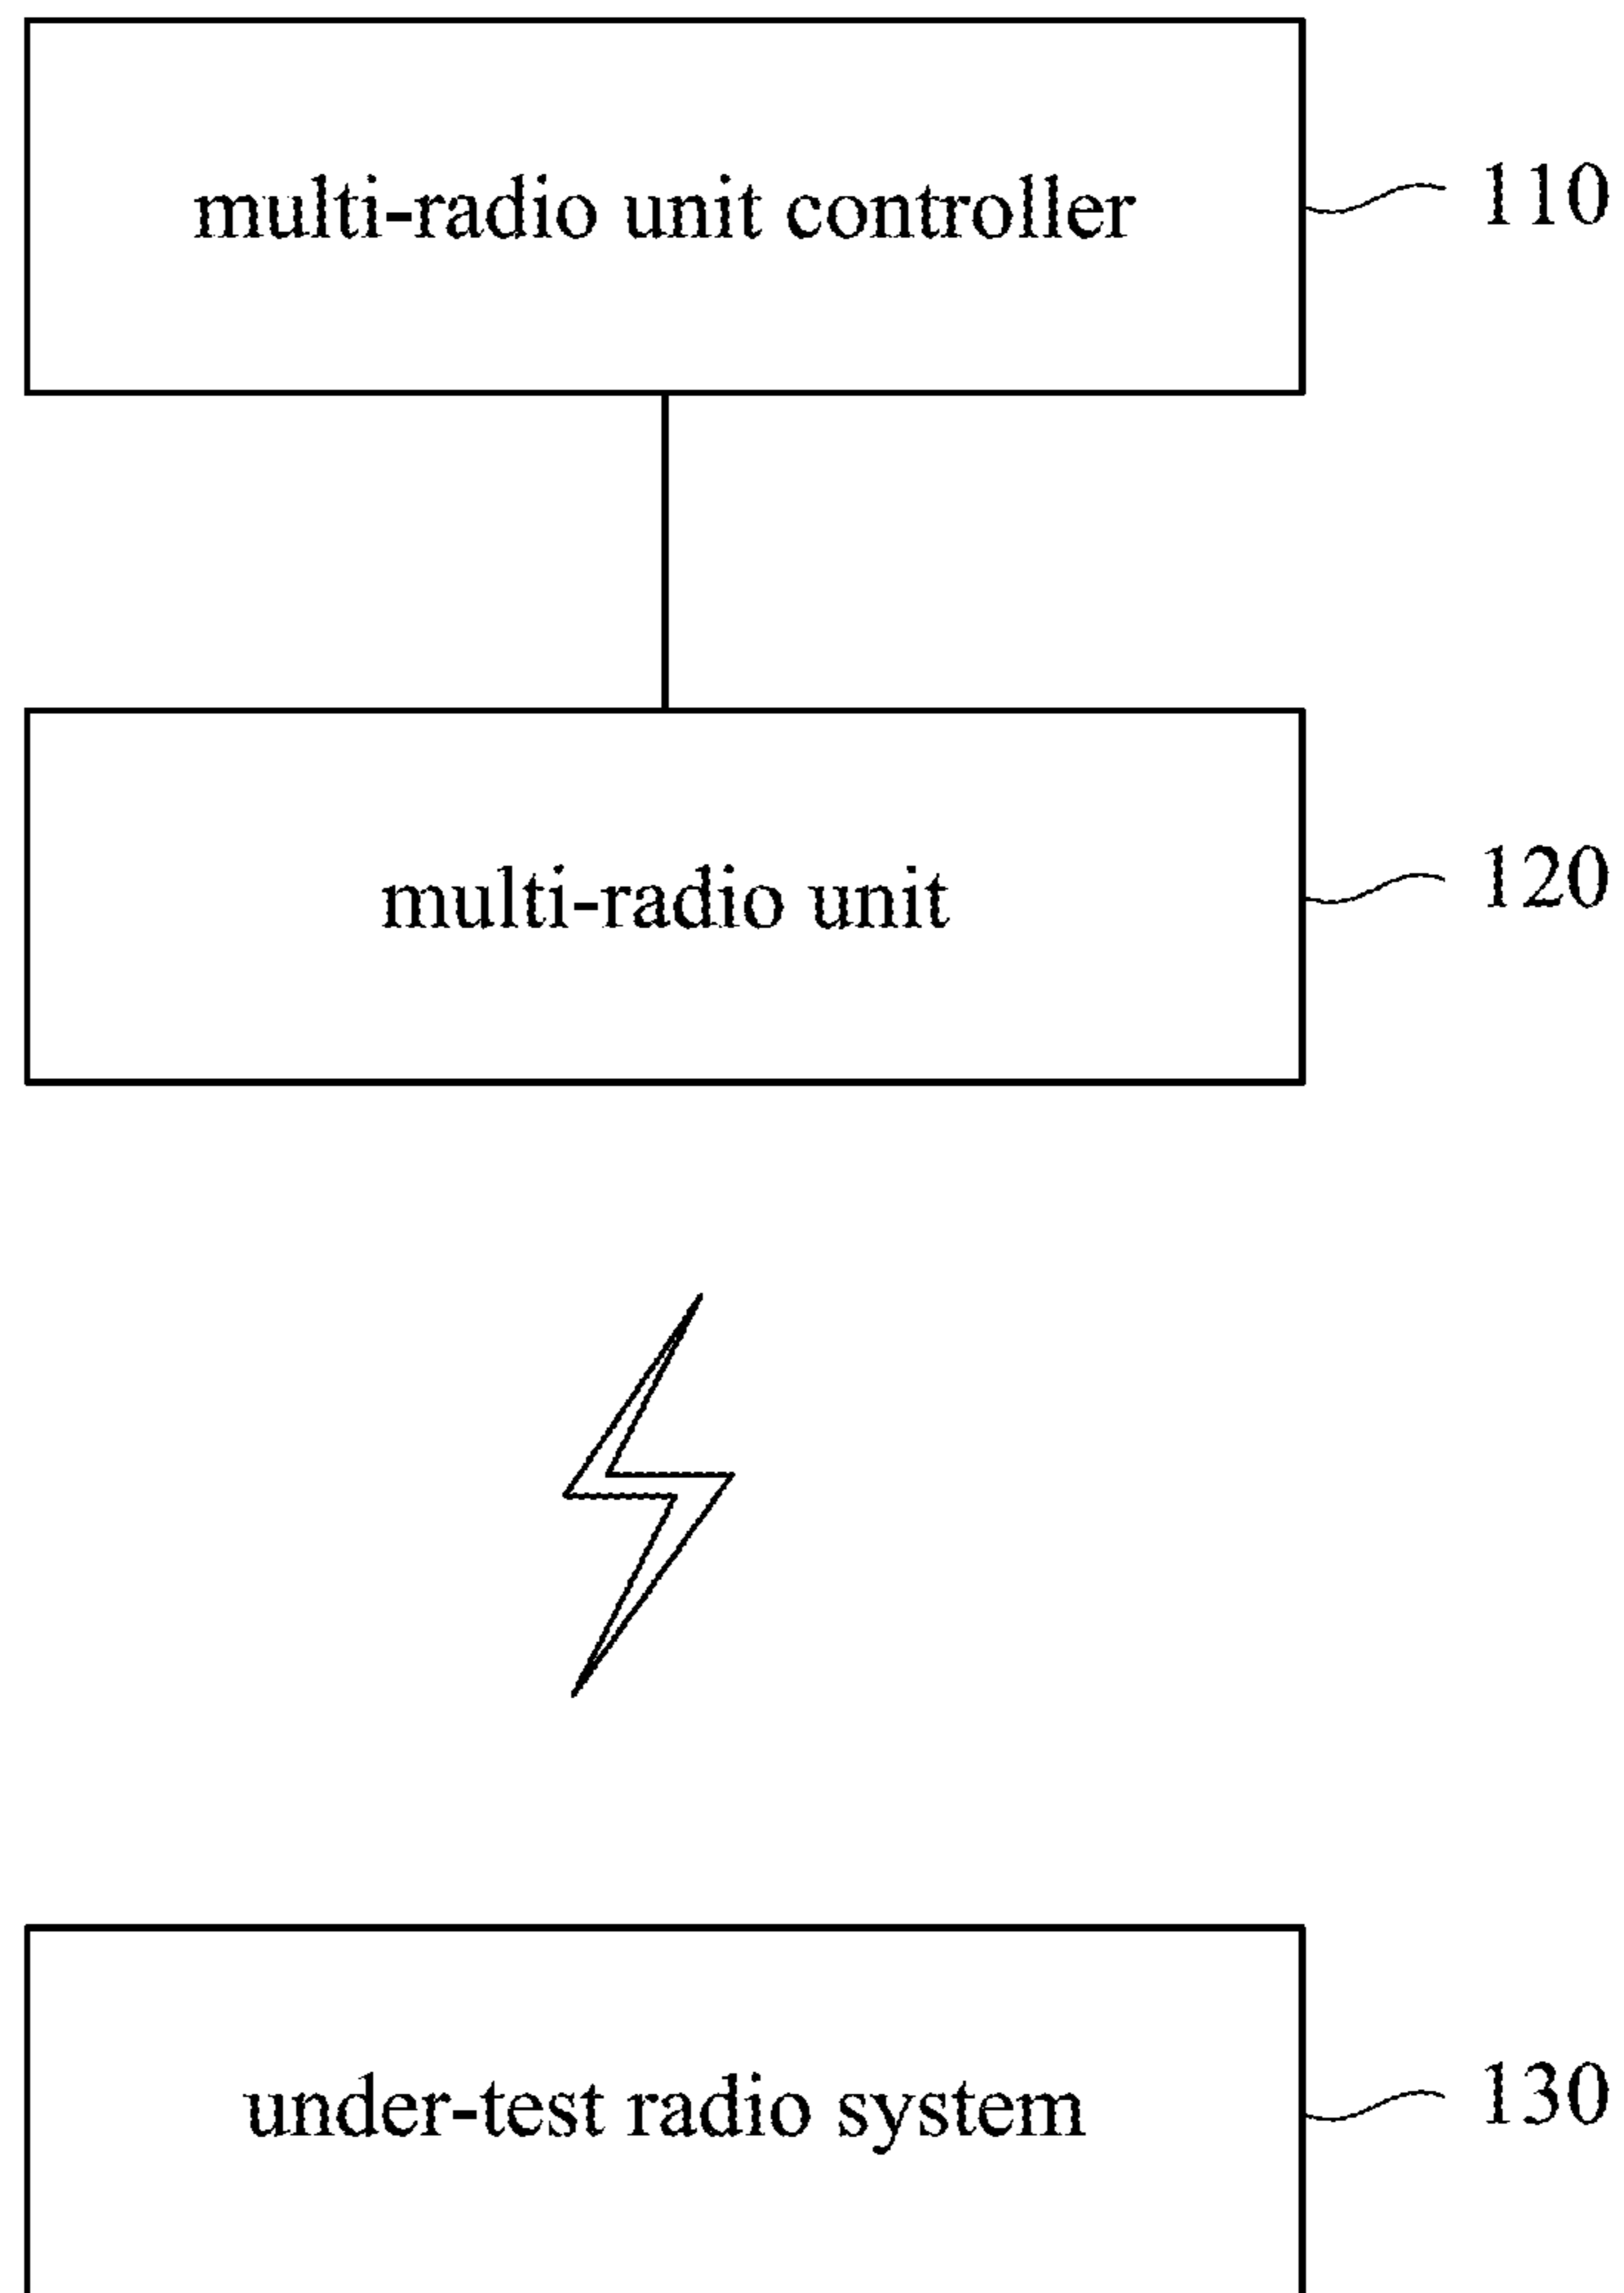 multi-radio unit controller 110
multi-radio unit 120
under-test radio system 130